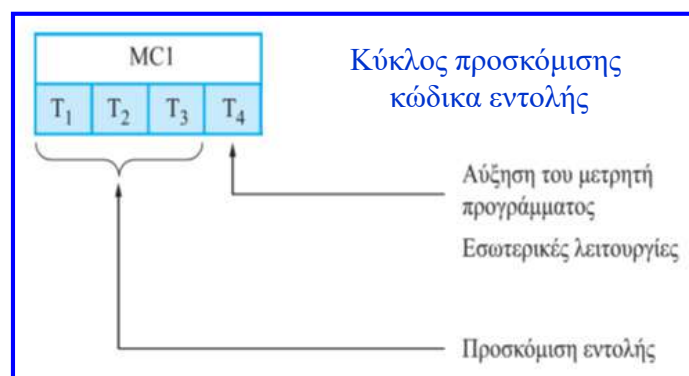 MC1
Κύκλος προσκόμισης
κώδικα εντολής
T1 T2 T3 T4
Αύξηση του μετρητή
προγράμματος
Εσωτερικές λειτουργίες
Προσκόμιση εντολής